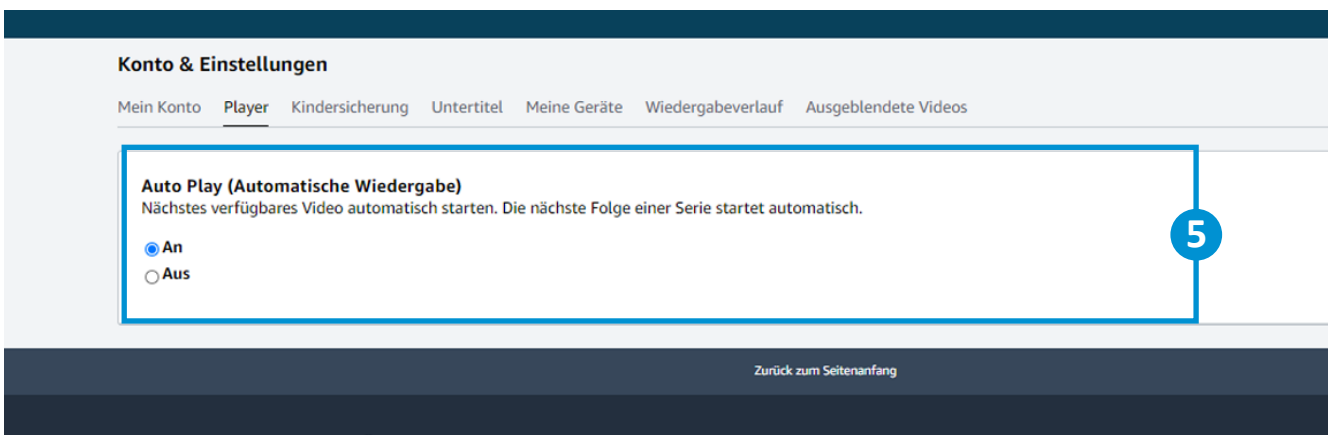 Konto & Einstellungen
Mein Konto Player Kindersicherung Untertitel Meine Geräte Wiedergabeverlauf Ausgeblendete Videos
Auto Play (Automatische Wiedergabe)
Nächstes verfügbares Video automatisch starten. Die nächste Folge einer Serie startet automatisch.
5
An
Aus
Zurück zum Seitenanfang